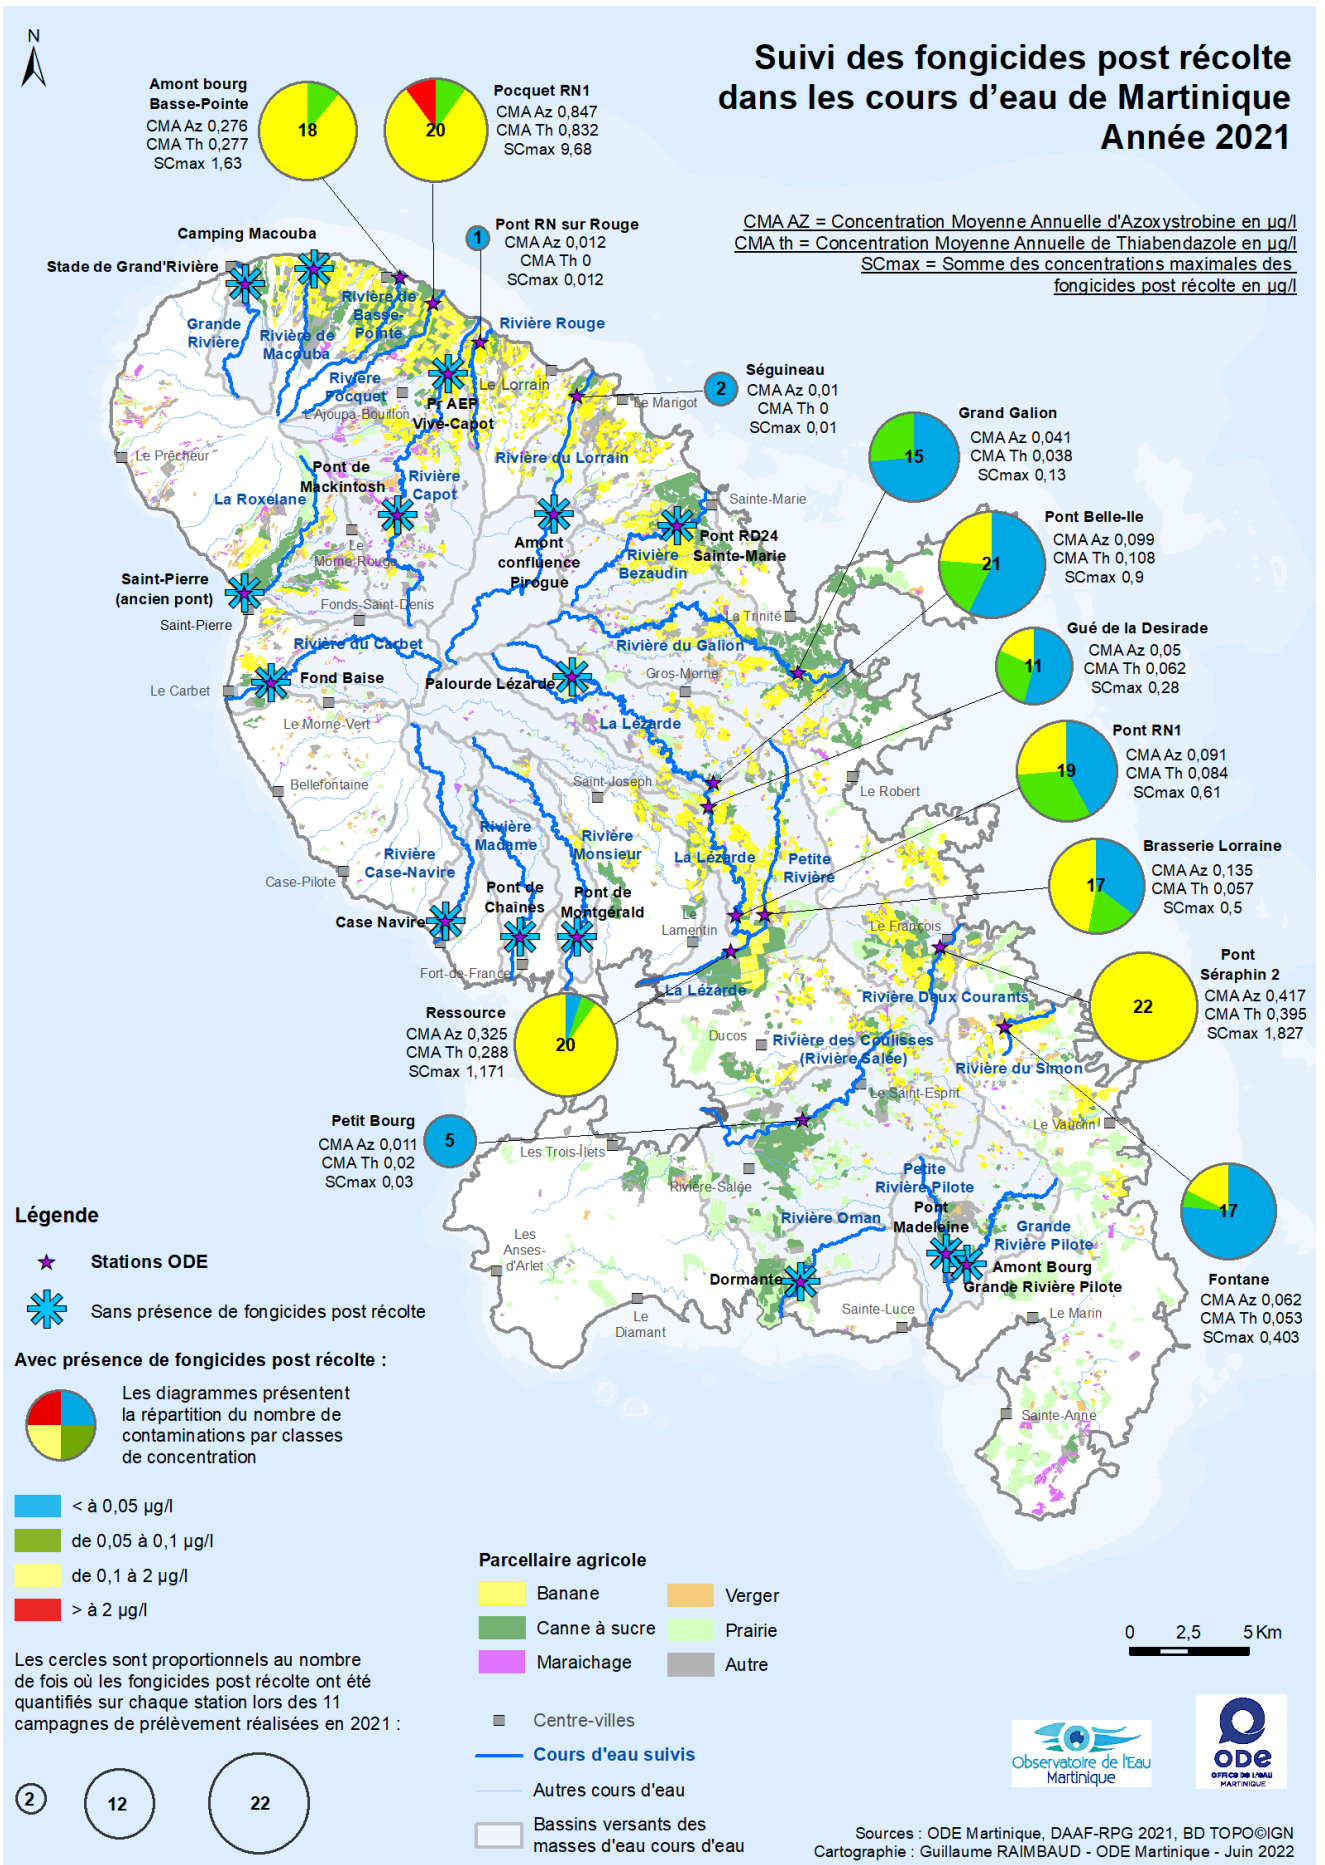 N
Suivi des fongicides post récolte
dans les cours d'eau de Martinique
Année 2021
CMA AZ = Concentration Moyenne Annuelle d'Azoxystrobine en µg/l
CMA th = Concentration Moyenne Annuelle de Thiabendazole en µg/l
SCmax = Somme des concentrations maximales des
fongicides post récolte en µg/l
Amont bourg
Basse-Pointe
CMA Az 0,276
CMA Th 0,277
SCmax 1,63
18
20
Pocquet RN1
CMA Az 0,847
CMA Th 0,832
SCmax 9,68
1
Pont RN sur Rouge
CMA Az 0,012
CMA Th 0
SCmax 0,012
Camping Macouba
Stade de Grand'Rivière
Grande
Rivière
Rivière de
Macouba
Rivière de
Basse-
Pointe
Rivière
Pocquet
Rivière Rouge
L'Ajoupa-Bouillon
Le Lorrain
Pr AEP
Vivé-Capot
2
Séguineau
CMA Az 0,01
CMA Th 0
SCmax 0,01
Le Marigot
15
Grand Galion
CMA Az 0,041
CMA Th 0,038
SCmax 0,13
Le Prêcheur
Pont de
Mackintosh
Rivière
Capot
Rivière du Lorrain
La Roxelane
Sainte-Marie
21
Pont Belle-Ile
CMA Az 0,099
CMA Th 0,108
SCmax 0,9
Le
Morne-Rouge
Amont
confluence
Pirogue
Pont RD24
Sainte-Marie
Rivière
Bezaudin
Saint-Pierre
(ancien pont)
Saint-Pierre
Fonds-Saint-Denis
La Trinité
11
Gué de la Desirade
CMA Az 0,05
CMA Th 0,062
SCmax 0,28
Rivière du Carbet
Rivière du Galion
Gros-Morne
Le Carbet
Fond Baise
Palourde Lézarde
Le Morne-Vert
La Lézarde
19
Pont RN1
CMA Az 0,091
CMA Th 0,084
SCmax 0,61
Bellefontaine
Saint-Joseph
Le Robert
Rivière
Madame
Rivière
Monsieur
Rivière
Case-Navire
La Lézarde
Petite
Rivière
17
Brasserie Lorraine
CMA Az 0,135
CMA Th 0,057
SCmax 0,5
Case-Pilote
Pont de
Chaînes
Pont de
Montgérald
Case Navire
Le
Lamentin
Le François
Fort-de-France
La Lézarde
Rivière Deux Courants
22
Pont
Séraphin 2
CMA Az 0,417
CMA Th 0,395
SCmax 1,827
Ressource
CMA Az 0,325
CMA Th 0,288
SCmax 1,171
20
Ducos
Rivière des Coulisses
(Rivière Salée)
Rivière du Simon
Le Saint-Esprit
Le Vauclin
Petit Bourg
CMA Az 0,011
CMA Th 0,02
SCmax 0,03
5
Les Trois-Îlets
Rivière-Salée
Petite
Rivière Pilote
Pont
Madeleine
Rivière Oman
Grande
Rivière Pilote
17
Fontane
CMA Az 0,062
CMA Th 0,053
SCmax 0,403
Les
Anses-
d'Arlet
Dormante
Amont Bourg
Grande Rivière Pilote
Le
Diamant
Sainte-Luce
Le Marin
Sainte-Anne
Légende
Stations ODE
Sans présence de fongicides post récolte
Avec présence de fongicides post récolte :
Les diagrammes présentent
la répartition du nombre de
contaminations par classes
de concentration
< à 0,05 µg/l
de 0,05 à 0,1 µg/l
de 0,1 à 2 µg/l
> à 2 µg/l
Les cercles sont proportionnels au nombre
de fois où les fongicides post récolte ont été
quantifiés sur chaque station lors des 11
campagnes de prélèvement réalisées en 2021 :
2
12
22
Parcellaire agricole
Banane
Canne à sucre
Maraichage
Verger
Prairie
Autre
Centre-villes
Cours d'eau suivis
Autres cours d'eau
Bassins versants des
masses d'eau cours d'eau
0 2,5 5 Km
Observatoire de l'Eau
Martinique
ODE
OFFICE DE L'EAU
MARTINIQUE
Sources : ODE Martinique, DAAF-RPG 2021, BD TOPO©IGN
Cartographie : Guillaume RAIMBAUD - ODE Martinique - Juin 2022